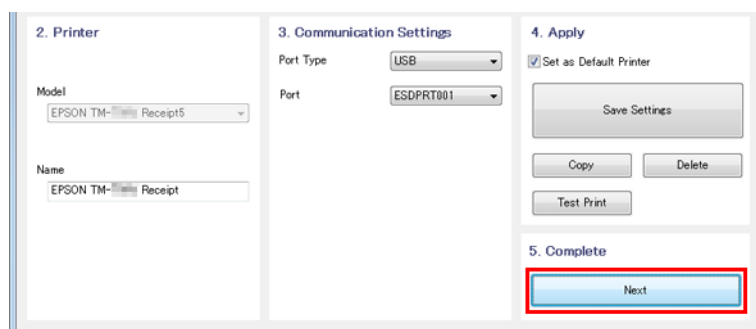 2. Printer
Model
EPSON TM- Receipt5
Name
EPSON TM- Receipt
3. Communication Settings
Port Type
USB
Port
ESDPRT001
4. Apply
Set as Default Printer
Save Settings
Copy
Delete
Test Print
5. Complete
Next